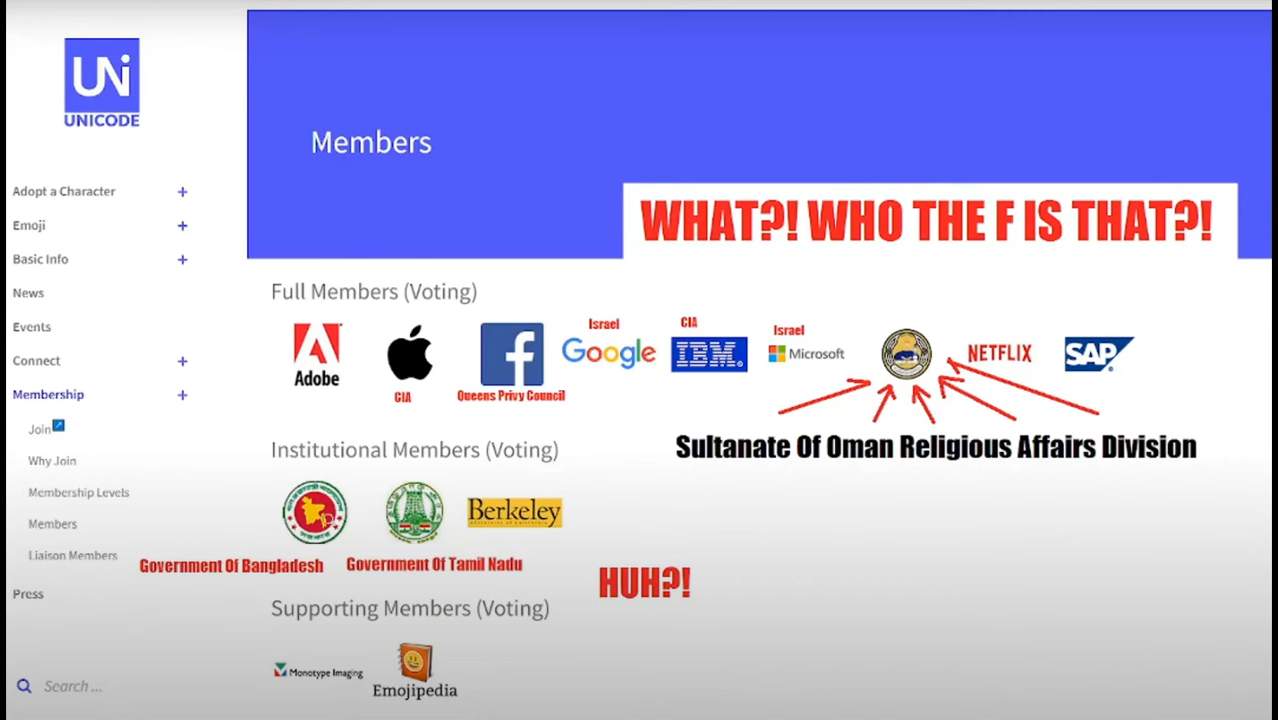 UNi
UNICODE
Members
Adopt a Character +
Emoji +
Basic Info +
News
Events
Connect +
Membership +
Join
Why Join
Membership Levels
Members
Liaison Members
Press
Search ...
WHAT?! WHO THE F IS THAT?!
Full Members (Voting)
Adobe
CIA
f
Queens Privy Council
Israel
Google
CIA
IBM
Israel
Microsoft
NETFLIX
SAP
Sultanate Of Oman Religious Affairs Division
Institutional Members (Voting)
Berkeley
Government Of Bangladesh
Government Of Tamil Nadu
HUH?!
Supporting Members (Voting)
Monotype Imaging
Emojipedia